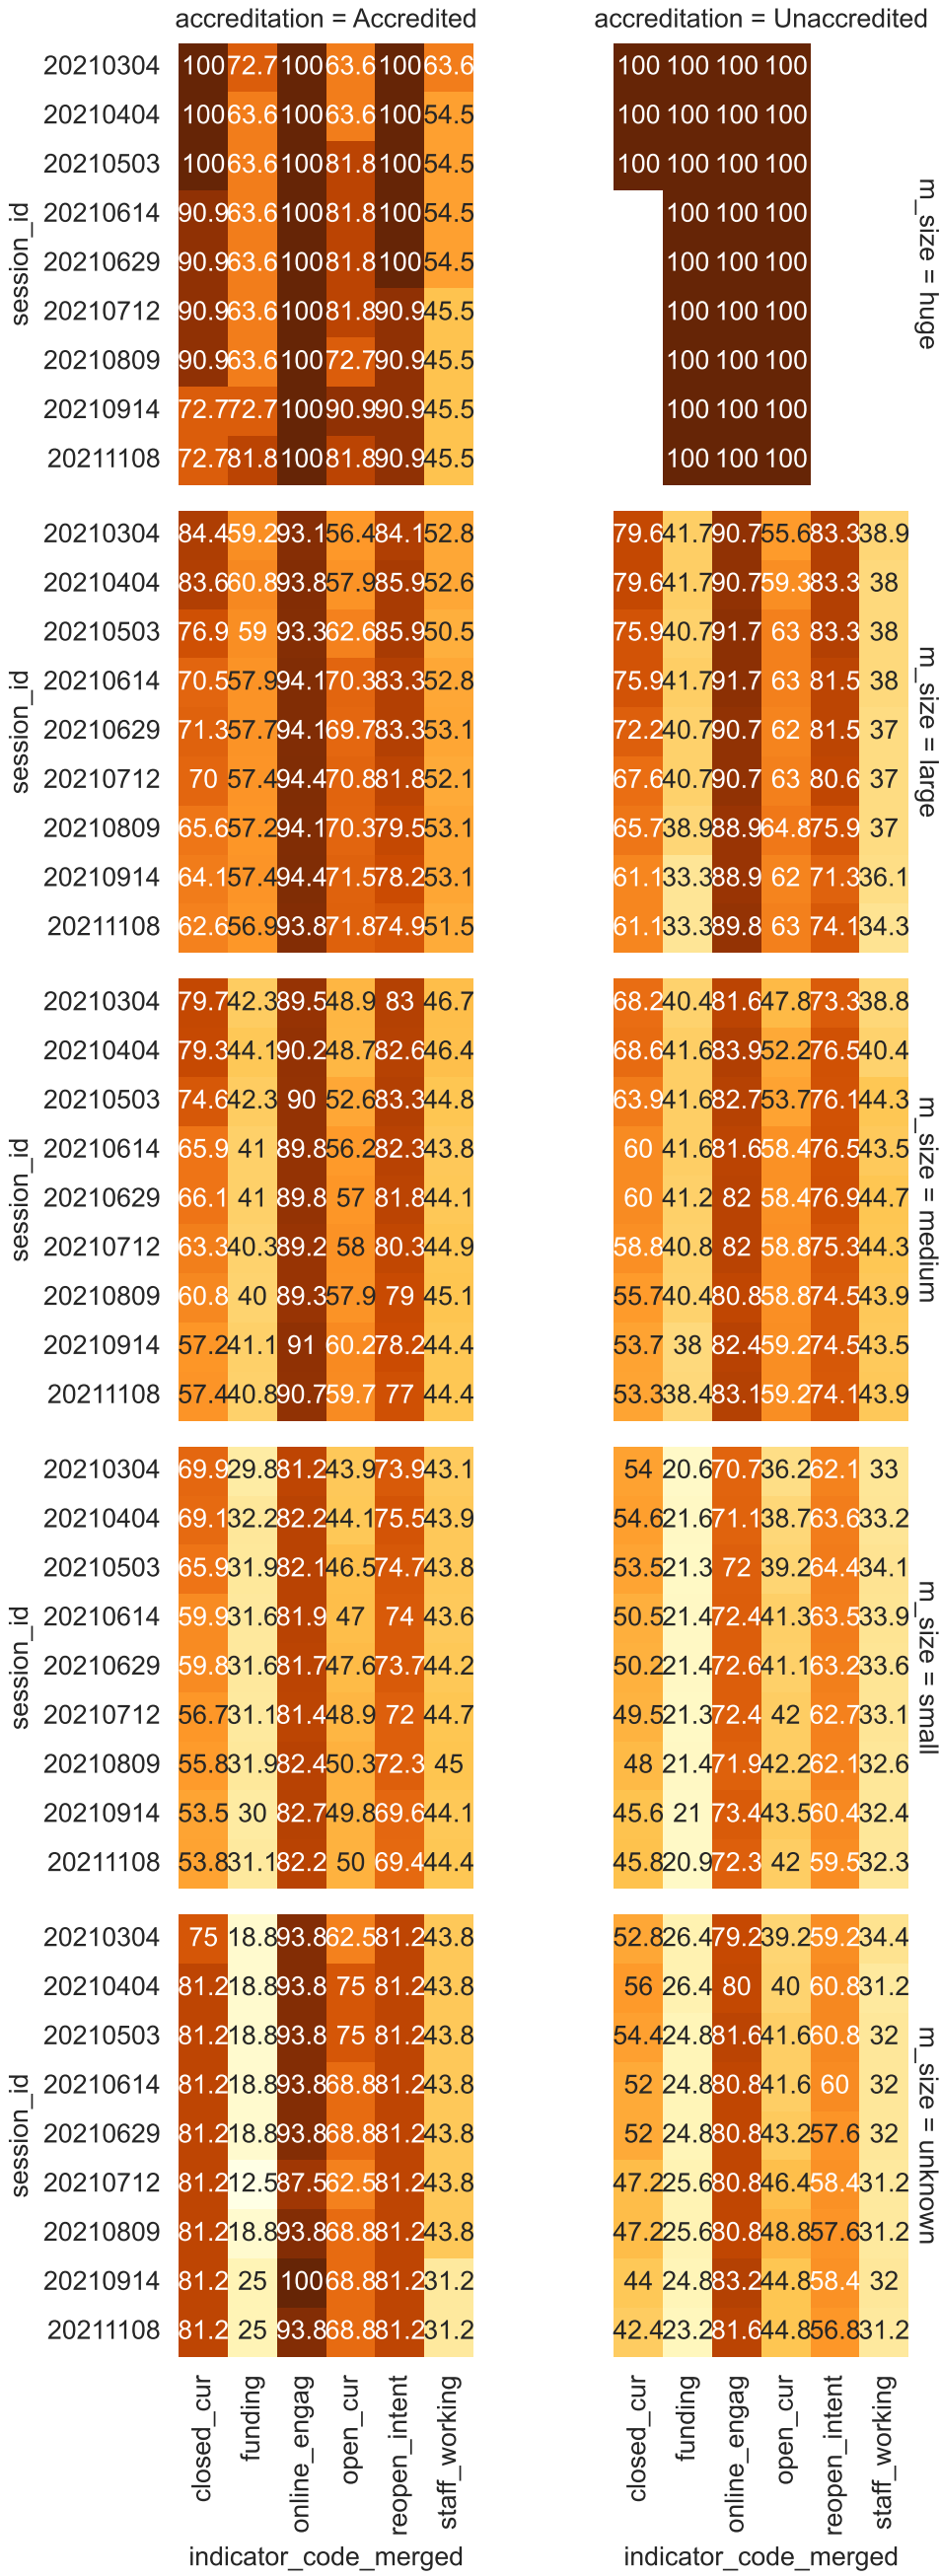 accreditation = Accredited accreditation = Unaccredited
20210304 100 72.7 100 63.6 100 63.6 100 100 100 100
20210404 100 63.6 100 63.6 100 54.5 100 100 100 100
20210503 100 63.6 100 81.8 100 54.5 100 100 100 100
20210614 90.9 63.6 100 81.8 100 54.5 100 100 100
20210629 90.9 63.6 100 81.8 100 54.5 100 100 100
20210712 90.9 63.6 100 81.8 90.9 45.5 100 100 100
20210809 90.9 63.6 100 72.7 90.9 45.5 100 100 100
20210914 72.7 72.7 100 90.9 90.9 45.5 100 100 100
20211108 72.7 81.8 100 81.8 90.9 45.5 100 100 100
session_id
m_size = huge
20210304 84.4 59.2 93.1 56.4 84.1 52.8 79.6 41.7 90.7 55.6 83.3 38.9
20210404 83.6 60.8 93.8 57.9 85.9 52.6 79.6 41.7 90.7 59.3 83.3 38
20210503 76.9 59 93.3 62.6 85.9 50.5 75.9 40.7 91.7 63 83.3 38
20210614 70.5 57.9 94.1 70.3 83.3 52.8 75.9 41.7 91.7 63 81.5 38
20210629 71.3 57.7 94.1 69.7 83.3 53.1 72.2 40.7 90.7 62 81.5 37
20210712 70 57.4 94.4 70.8 81.8 52.1 67.6 40.7 90.7 63 80.6 37
20210809 65.6 57.2 94.1 70.3 79.5 53.1 65.7 38.9 88.9 64.8 75.9 37
20210914 64.1 57.4 94.4 71.5 78.2 53.1 61.1 33.3 88.9 62 71.3 36.1
20211108 62.6 56.9 93.8 71.8 74.9 51.5 61.1 33.3 89.8 63 74.1 34.3
session_id
m_size = large
20210304 79.7 42.3 89.5 48.9 83 46.7 68.2 40.4 81.6 47.8 73.3 38.8
20210404 79.3 44.1 90.2 48.7 82.6 46.4 68.6 41.6 83.9 52.2 76.5 40.4
20210503 74.6 42.3 90 52.6 83.3 44.8 63.9 41.6 82.7 53.7 76.1 44.3
20210614 65.9 41 89.8 56.2 82.3 43.8 60 41.6 81.6 58.4 76.5 43.5
20210629 66.1 41 89.8 57 81.8 44.1 60 41.2 82 58.4 76.9 44.7
20210712 63.3 40.3 89.2 58 80.3 44.9 58.8 40.8 82 58.8 75.3 44.3
20210809 60.8 40 89.3 57.9 79 45.1 55.7 40.4 80.8 58.8 74.5 43.9
20210914 57.2 41.1 91 60.2 78.2 44.4 53.7 38 82.4 59.2 74.5 43.5
20211108 57.4 40.8 90.7 59.7 77 44.4 53.3 38.4 83.1 59.2 74.1 43.9
session_id
m_size = medium
20210304 69.9 29.8 81.2 43.9 73.9 43.1 54 20.6 70.7 36.2 62.1 33
20210404 69.1 32.2 82.2 44.1 75.5 43.9 54.6 21.6 71.1 38.7 63.6 33.2
20210503 65.9 31.9 82.1 46.5 74.7 43.8 53.5 21.3 72 39.2 64.4 34.1
20210614 59.9 31.6 81.9 47 74 43.6 50.5 21.4 72.4 41.3 63.5 33.9
20210629 59.8 31.6 81.7 47.6 73.7 44.2 50.2 21.4 72.6 41.1 63.2 33.6
20210712 56.7 31.1 81.4 48.9 72 44.7 49.5 21.3 72.4 42 62.7 33.1
20210809 55.8 31.9 82.4 50.3 72.3 45 48 21.4 71.9 42.2 62.1 32.6
20210914 53.5 30 82.7 49.8 69.6 44.1 45.6 21 73.4 43.5 60.4 32.4
20211108 53.8 31.1 82.2 50 69.4 44.4 45.8 20.9 72.3 42 59.5 32.3
session_id
m_size = small
20210304 75 18.8 93.8 62.5 81.2 43.8 52.8 26.4 79.2 39.2 59.2 34.4
20210404 81.2 18.8 93.8 75 81.2 43.8 56 26.4 80 40 60.8 31.2
20210503 81.2 18.8 93.8 75 81.2 43.8 54.4 24.8 81.6 41.6 60.8 32
20210614 81.2 18.8 93.8 68.8 81.2 43.8 52 24.8 80.8 41.6 60 32
20210629 81.2 18.8 93.8 68.8 81.2 43.8 52 24.8 80.8 43.2 57.6 32
20210712 81.2 12.5 87.5 62.5 81.2 43.8 47.2 25.6 80.8 46.4 58.4 31.2
20210809 81.2 18.8 93.8 68.8 81.2 43.8 47.2 25.6 80.8 48.8 57.6 31.2
20210914 81.2 25 100 68.8 81.2 31.2 44 24.8 83.2 44.8 58.4 32
20211108 81.2 25 93.8 68.8 81.2 31.2 42.4 23.2 81.6 44.8 56.8 31.2
session_id
m_size = unknown
closed_cur funding online_engag open_cur reopen_intent staff_working closed_cur funding online_engag open_cur reopen_intent staff_working
indicator_code_merged indicator_code_merged